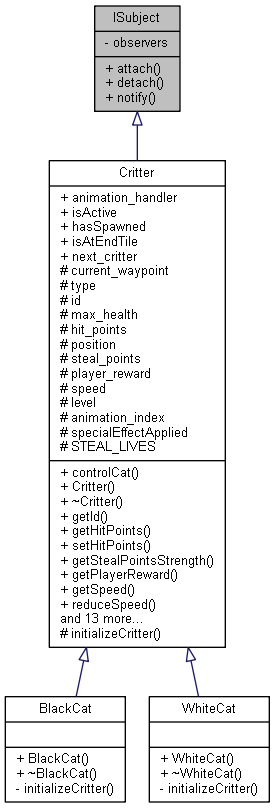 ISubject
- observers
+ attach()
+ detach()
+ notify()
Critter
+ animation_handler
+ isActive
+ hasSpawned
+ isAtEndTile
+ next_critter
# current_waypoint
# type
# id
# max_health
# hit_points
# position
# steal_points
# player_reward
# speed
# level
# animation_index
# specialEffectApplied
# STEAL_LIVES
+ controlCat()
+ Critter()
+ ~Critter()
+ getId()
+ getHitPoints()
+ setHitPoints()
+ getStealPointsStrength()
+ getPlayerReward()
+ getSpeed()
+ reduceSpeed()
and 13 more...
# initializeCritter()
BlackCat
+ BlackCat()
+ ~BlackCat()
- initializeCritter()
WhiteCat
+ WhiteCat()
+ ~WhiteCat()
- initializeCritter()